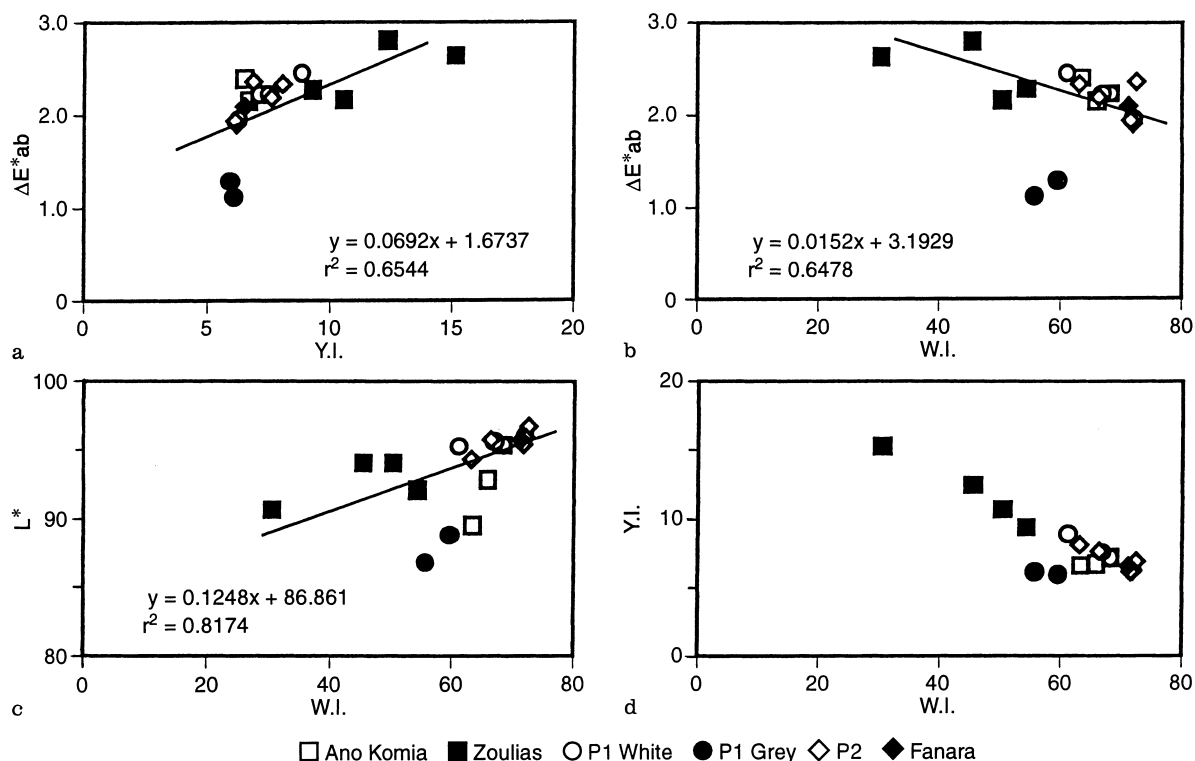 3.0
2.0
1.0
0
ΔE*ab
0 5 10 15 20
Y.I.
y = 0.0692x + 1.6737
r² = 0.6544
a
3.0
2.0
1.0
0
ΔE*ab
0 20 40 60 80
W.I.
y = 0.0152x + 3.1929
r² = 0.6478
b
100
90
80
L*
0 20 40 60 80
W.I.
y = 0.1248x + 86.861
r² = 0.8174
c
20
10
0
Y.I.
0 20 40 60 80
W.I.
d
Ano Komia Zoulias P1 White P1 Grey P2 Fanara